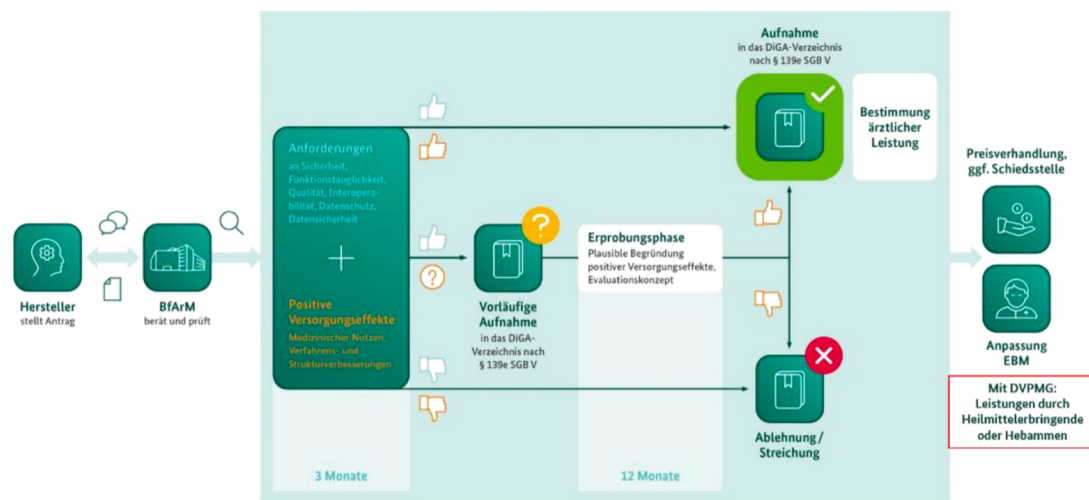 Hersteller
stellt Antrag
BfArM
berät und prüft
Anforderungen
an Sicherheit,
Funktionstauglichkeit,
Qualität, Interopera-
bilität, Datenschutz,
Datensicherheit
+
Positive
Versorgungseffekte
Medizinischer Nutzen,
Verfahrens- und
Strukturverbesserungen
3 Monate
?
?
Vorläufige
Aufnahme
in das DiGA-
Verzeichnis nach
§ 139e SGB V
Erprobungsphase
Plausible Begründung
positiver Versorgungseffekte,
Evaluationskonzept
12 Monate
Aufnahme
in das DiGA-Verzeichnis
nach § 139e SGB V
Bestimmung
ärztlicher
Leistung
Ablehnung /
Streichung
Preisverhandlung,
ggf. Schiedsstelle
Anpassung
EBM
Mit DVPMG:
Leistungen durch
Heilmittelerbringende
oder Hebammen